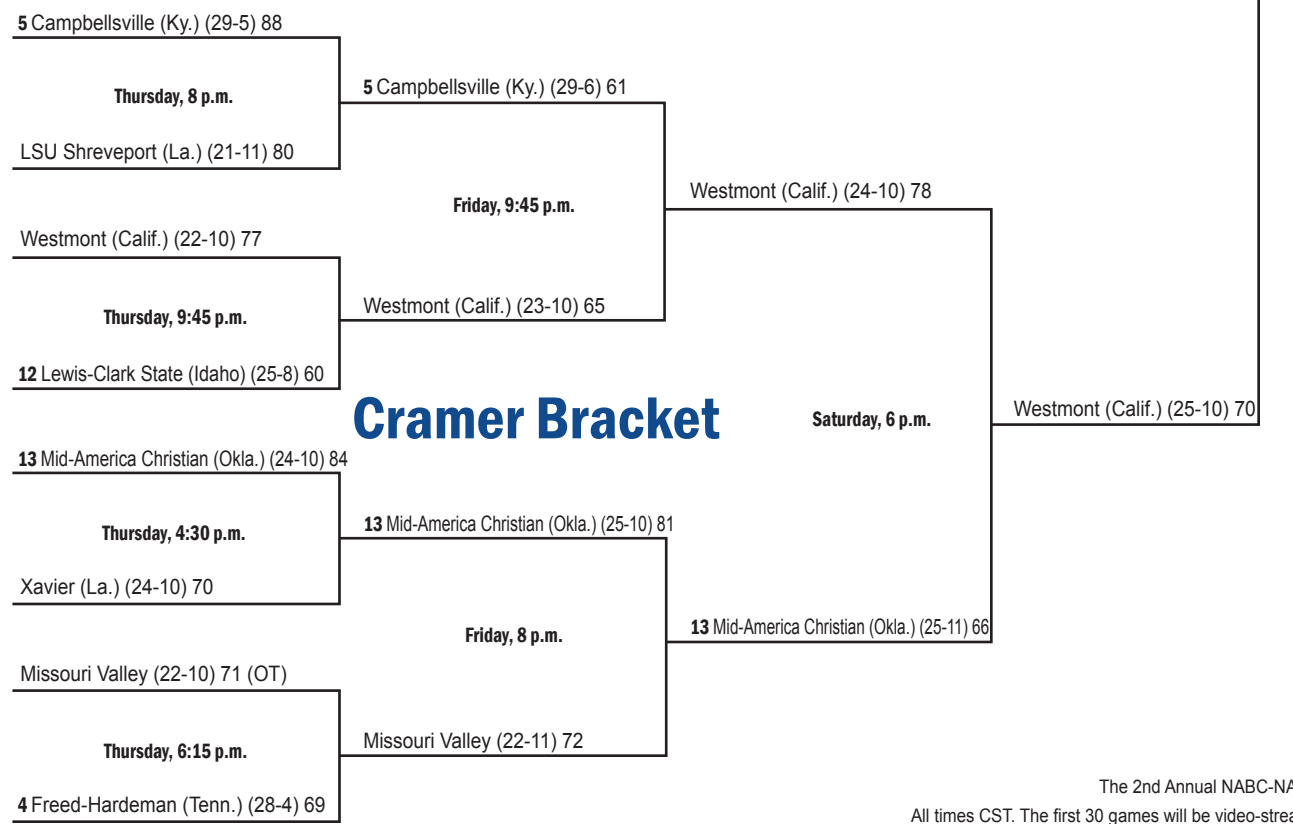 5 Campbellsville (Ky.) (29-5) 88
Thursday, 8 p.m.
LSU Shreveport (La.) (21-11) 80
5 Campbellsville (Ky.) (29-6) 61
Friday, 9:45 p.m.
Westmont (Calif.) (22-10) 77
Thursday, 9:45 p.m.
12 Lewis-Clark State (Idaho) (25-8) 60
Westmont (Calif.) (23-10) 65
Westmont (Calif.) (24-10) 78
Cramer Bracket
Saturday, 6 p.m.
Westmont (Calif.) (25-10) 70
13 Mid-America Christian (Okla.) (24-10) 84
Thursday, 4:30 p.m.
Xavier (La.) (24-10) 70
13 Mid-America Christian (Okla.) (25-10) 81
Friday, 8 p.m.
13 Mid-America Christian (Okla.) (25-11) 66
Missouri Valley (22-10) 71 (OT)
Thursday, 6:15 p.m.
4 Freed-Hardeman (Tenn.) (28-4) 69
Missouri Valley (22-11) 72
The 2nd Annual NABC-NA
All times CST. The first 30 games will be video-strea